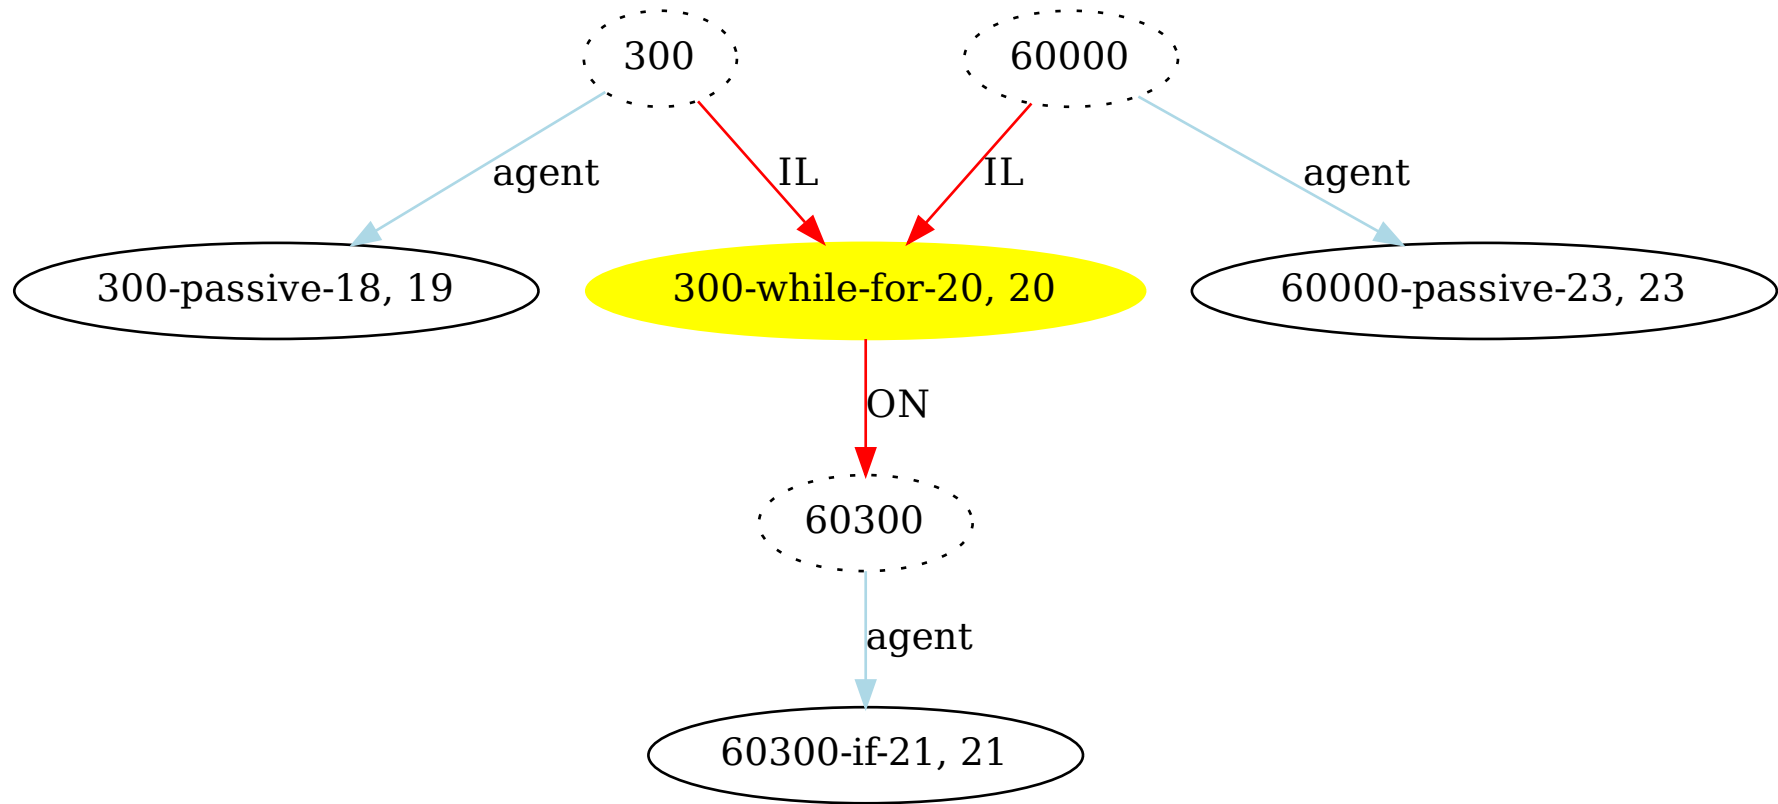 300
60000
agent
IL
IL
agent
300-passive-18, 19
300-while-for-20, 20
60000-passive-23, 23
ON
60300
agent
60300-if-21, 21